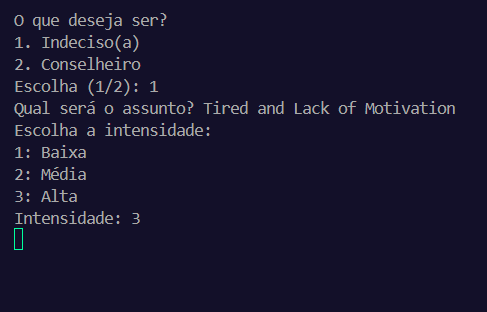 O que deseja ser?
1. Indeciso(a)
2. Conselheiro
Escolha (1/2): 1
Qual será o assunto? Tired and Lack of Motivation
Escolha a intensidade:
1: Baixa
2: Média
3: Alta
Intensidade: 3